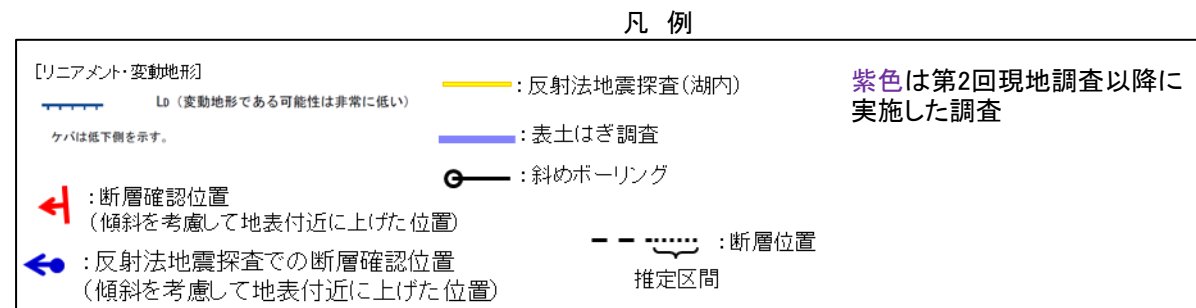 凡 例
[リニアメント・変動地形]
LD（変動地形である可能性は非常に低い）
ケバは低下側を示す。
：断層確認位置
（傾斜を考慮して地表付近に上げた位置）
：反射法地震探査での断層確認位置
（傾斜を考慮して地表付近に上げた位置）
：反射法地震探査（湖内）
：表土はぎ調査
：斜めボーリング
：断層位置
推定区間
紫色は第2回現地調査以降に
実施した調査